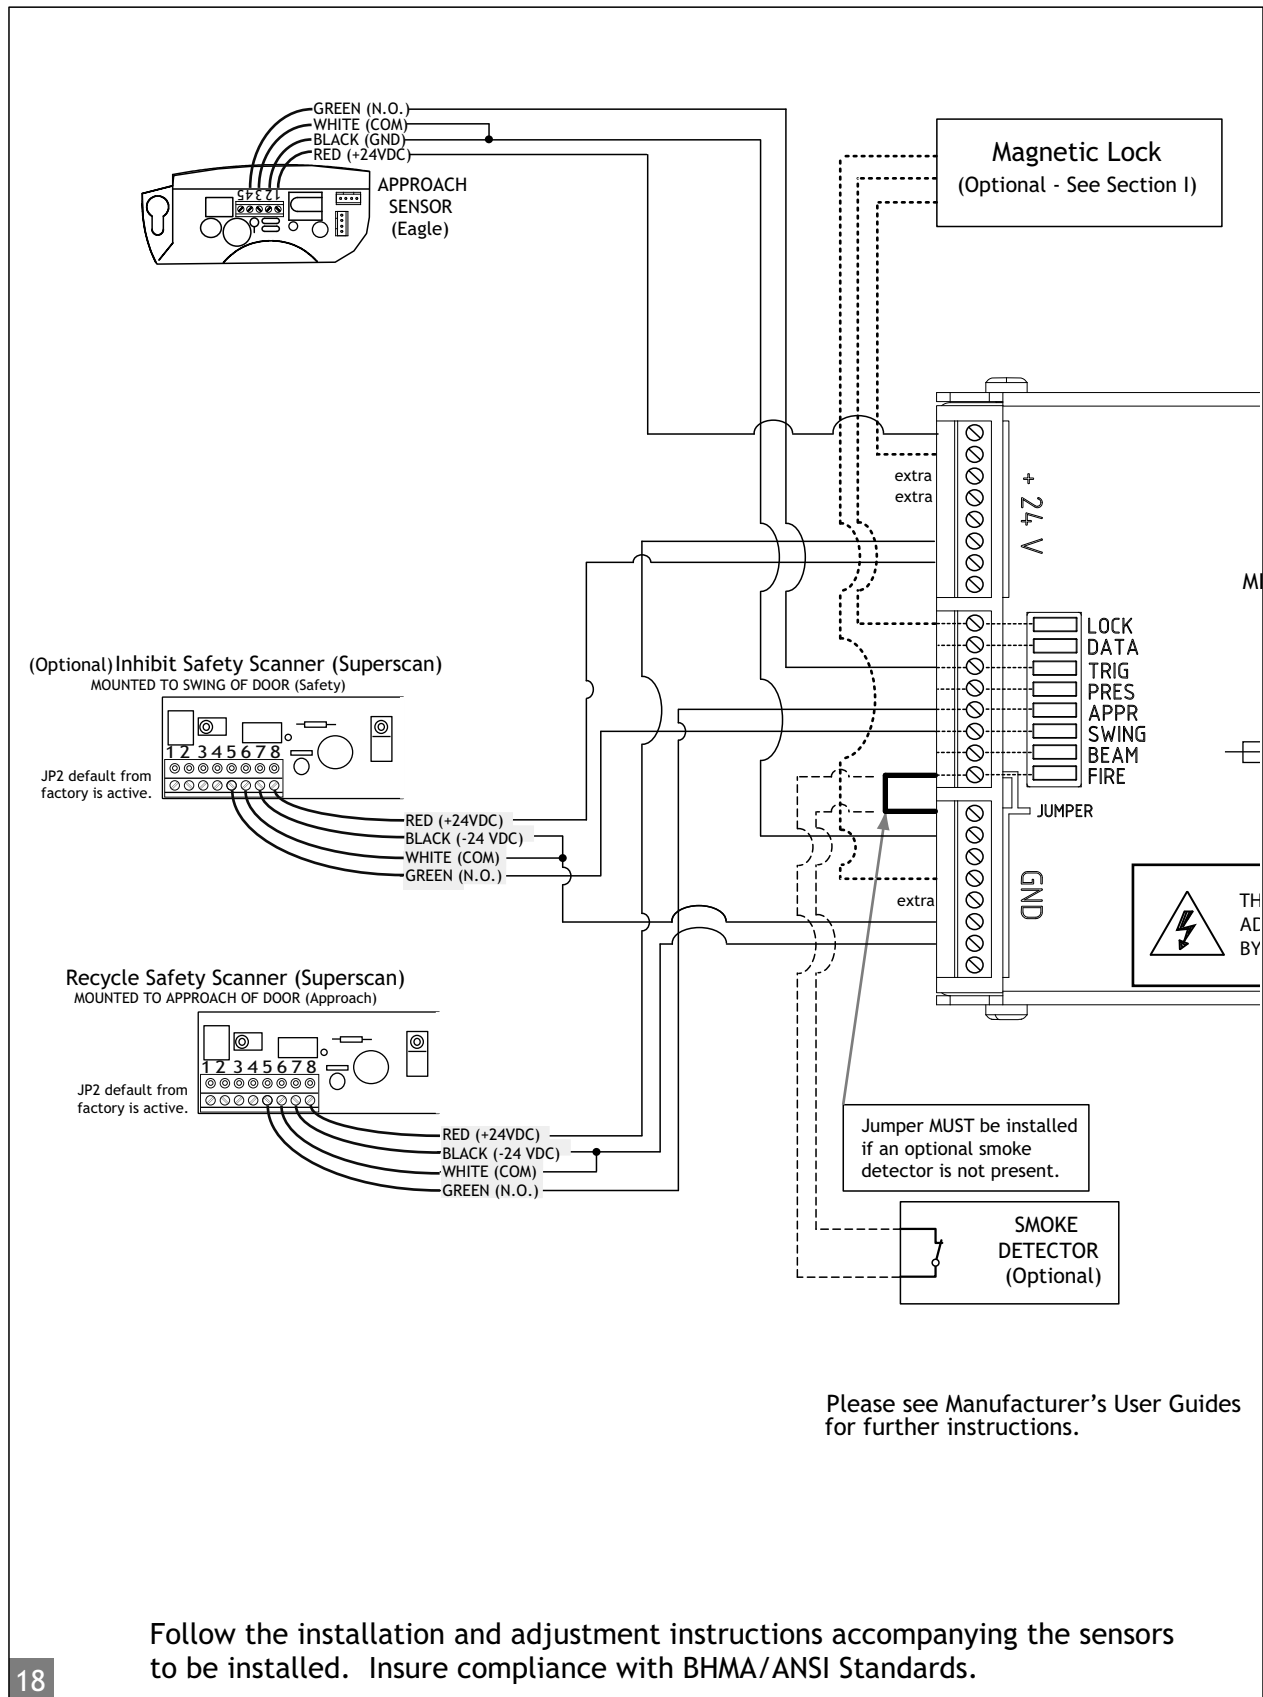 GREEN (N.O.)
WHITE (COM)
BLACK (GND)
RED (+24VDC)
12345
APPROACH
SENSOR
(Eagle)
Magnetic Lock
(Optional - See Section I)
extra
extra
+ 24 V
MI
LOCK
DATA
TRIG
PRES
APPR
SWING
BEAM
FIRE
JUMPER
(Optional) Inhibit Safety Scanner (Superscan)
MOUNTED TO SWING OF DOOR (Safety)
1 2 3 4 5 6 7 8
JP2 default from
factory is active.
RED (+24VDC)
BLACK (-24 VDC)
WHITE (COM)
GREEN (N.O.)
GND
extra
TH
AD
BY
Recycle Safety Scanner (Superscan)
MOUNTED TO APPROACH OF DOOR (Approach)
1 2 3 4 5 6 7 8
JP2 default from
factory is active.
RED (+24VDC)
BLACK (-24 VDC)
WHITE (COM)
GREEN (N.O.)
Jumper MUST be installed
if an optional smoke
detector is not present.
SMOKE
DETECTOR
(Optional)
Please see Manufacturer's User Guides
for further instructions.
Follow the installation and adjustment instructions accompanying the sensors
to be installed. Insure compliance with BHMA/ANSI Standards.
18